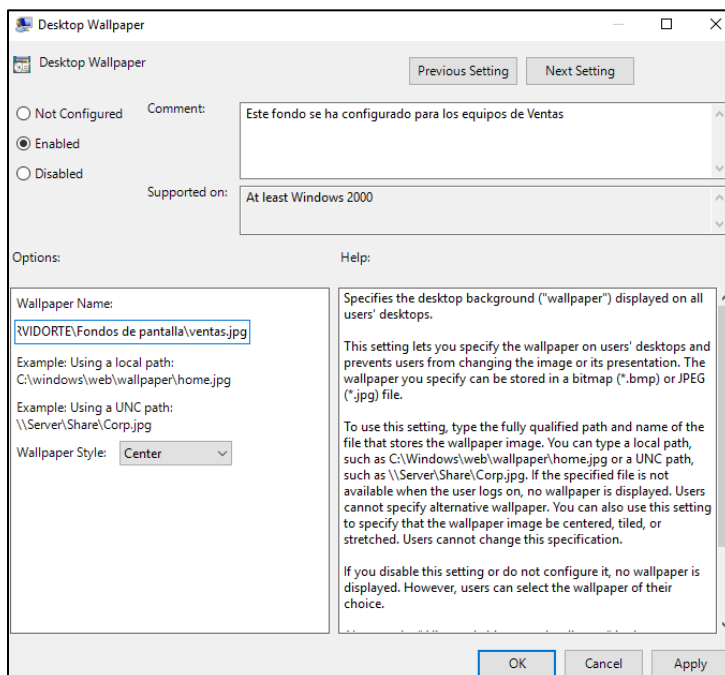 Desktop Wallpaper
Desktop Wallpaper
Previous Setting
Next Setting
Not Configured
Enabled
Disabled
Comment:
Este fondo se ha configurado para los equipos de Ventas
Supported on:
At least Windows 2000
Options:
Help:
Wallpaper Name:
RVIDORTE\Fondos de pantalla\ventas.jpg
Example: Using a local path:
C:\windows\web\wallpaper\home.jpg
Example: Using a UNC path:
\\Server\Share\Corp.jpg
Wallpaper Style:
Center
Specifies the desktop background ("wallpaper") displayed on all
users' desktops.
This setting lets you specify the wallpaper on users' desktops and
prevents users from changing the image or its presentation. The
wallpaper you specify can be stored in a bitmap (*.bmp) or JPEG
(*.jpg) file.
To use this setting, type the fully qualified path and name of the
file that stores the wallpaper image. You can type a local path,
such as C:\Windows\web\wallpaper\home.jpg or a UNC path,
such as \\Server\Share\Corp.jpg. If the specified file is not
available when the user logs on, no wallpaper is displayed. Users
cannot specify alternative wallpaper. You can also use this setting
to specify that the wallpaper image be centered, tiled, or
stretched. Users cannot change this specification.
If you disable this setting or do not configure it, no wallpaper is
displayed. However, users can select the wallpaper of their
choice.
OK
Cancel
Apply